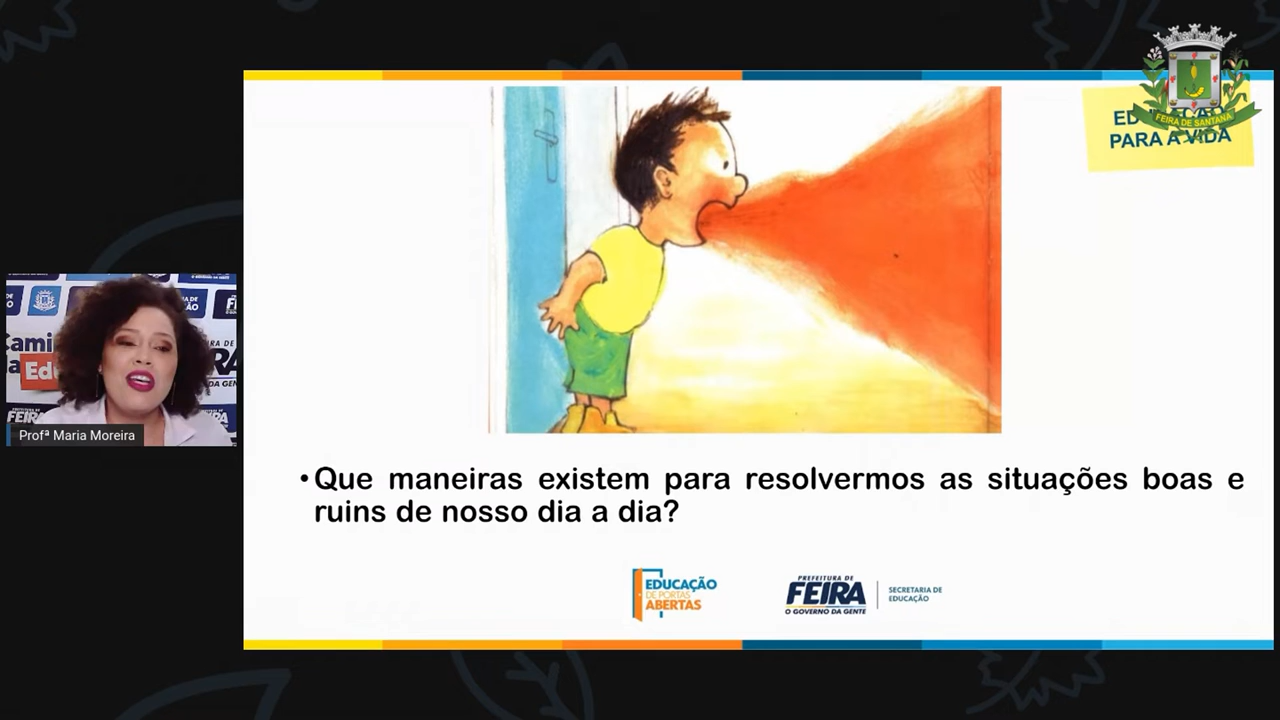 FEIRA DE SANTANA
PARA A VIDA
• Que maneiras existem para resolvermos as situações boas e
ruins de nosso dia a dia?
EDUCAÇÃO
DE PORTAS
ABERTAS
PREFEITURA DE
FEIRA
O GOVERNO DA GENTE
SECRETARIA DE
EDUCAÇÃO
Profª Maria Moreira